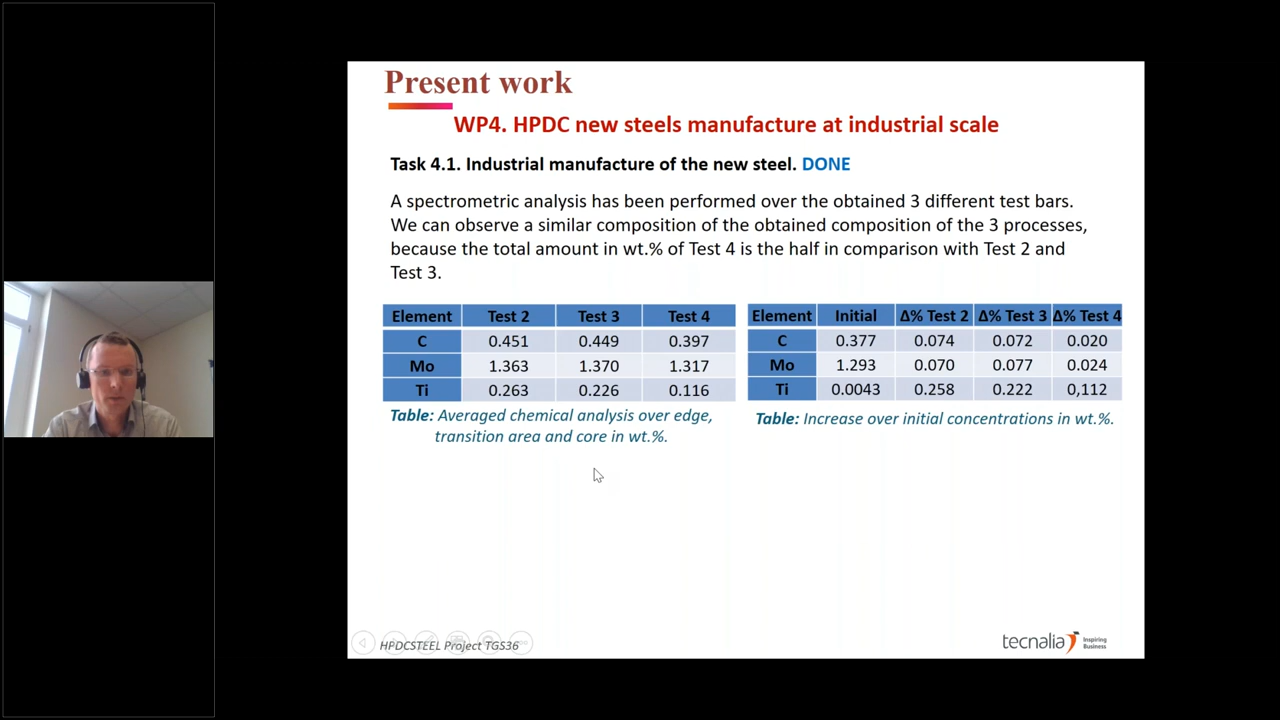 Present work
WP4. HPDC new steels manufacture at industrial scale
Task 4.1. Industrial manufacture of the new steel. DONE
A spectrometric analysis has been performed over the obtained 3 different test bars.
We can observe a similar composition of the obtained composition of the 3 processes,
because the total amount in wt.% of Test 4 is the half in comparison with Test 2 and
Test 3.
Element Test 2 Test 3 Test 4
C 0.451 0.449 0.397
Mo 1.363 1.370 1.317
Ti 0.263 0.226 0.116
Table: Averaged chemical analysis over edge,
transition area and core in wt.%.
Element Initial Δ% Test 2 Δ% Test 3 Δ% Test 4
C 0.377 0.074 0.072 0.020
Mo 1.293 0.070 0.077 0.024
Ti 0.0043 0.258 0.222 0,112
Table: Increase over initial concentrations in wt.%.
HPDCSTEEL Project TGS36
tecnalia Inspiring
Business